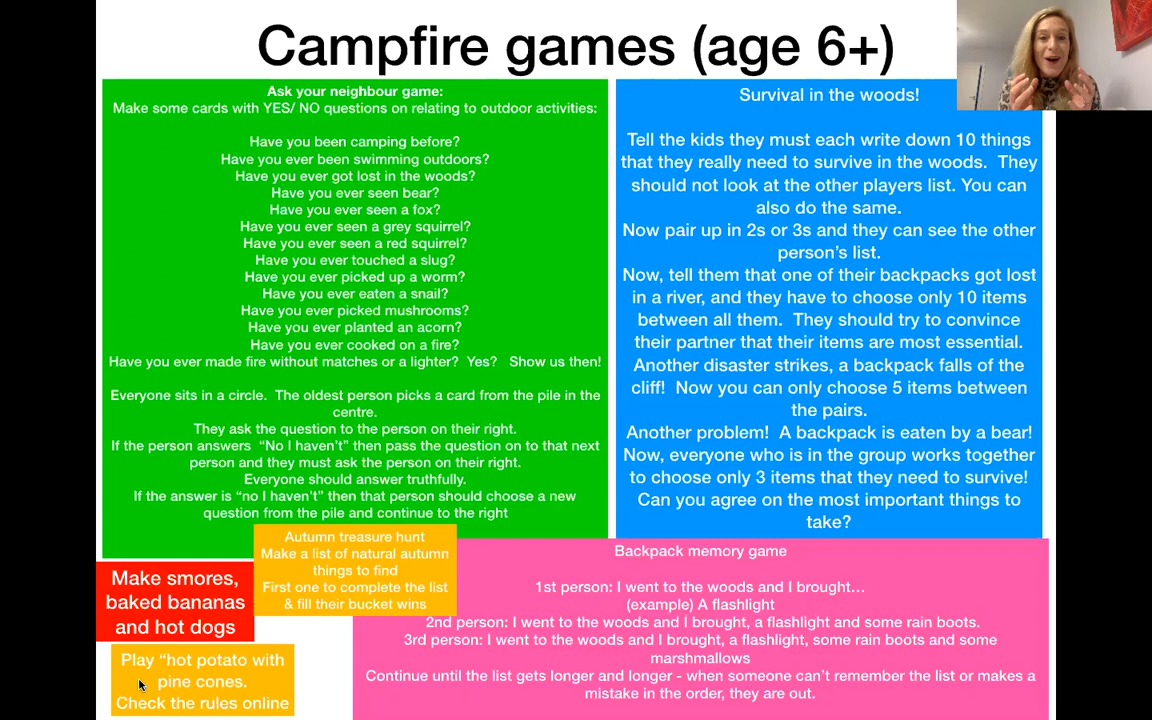 Campfire games (age 6+)
Ask your neighbour game:
Make some cards with YES/ NO questions on relating to outdoor activities:
Have you been camping before?
Have you ever been swimming outdoors?
Have you ever got lost in the woods?
Have you ever seen bear?
Have you ever seen a fox?
Have you ever seen a grey squirrel?
Have you ever seen a red squirrel?
Have you ever touched a slug?
Have you ever picked up a worm?
Have you ever eaten a snail?
Have you ever picked mushrooms?
Have you ever planted an acorn?
Have you ever cooked on a fire?
Have you ever made fire without matches or a lighter?  Yes?   Show us then!
Everyone sits in a circle.  The oldest person picks a card from the pile in the
centre.
They ask the question to the person on their right.
If the person answers  “No I haven’t” then pass the question on to that next
person and they must ask the person on their right.
Everyone should answer truthfully.
If the answer is “no I haven’t” then that person should choose a new
question from the pile and continue to the right
Survival in the woods!
Tell the kids they must each write down 10 things
that they really need to survive in the woods.  They
should not look at the other players list. You can
also do the same.
Now pair up in 2s or 3s and they can see the other
person’s list.
Now, tell them that one of their backpacks got lost
in a river, and they have to choose only 10 items
between all them.  They should try to convince
their partner that their items are most essential.
Another disaster strikes, a backpack falls of the
cliff!  Now you can only choose 5 items between
the pairs.
Another problem!  A backpack is eaten by a bear!
Now, everyone who is in the group works together
to choose only 3 items that they need to survive!
Can you agree on the most important things to
take?
Autumn treasure hunt
Make a list of natural autumn
things to find
First one to complete the list
& fill their bucket wins
Make smores,
baked bananas
and hot dogs
Play “hot potato with
pine cones.
Check the rules online
Backpack memory game
1st person: I went to the woods and I brought…
(example) A flashlight
2nd person: I went to the woods and I brought, a flashlight and some rain boots.
3rd person: I went to the woods and I brought, a flashlight, some rain boots and some
marshmallows
Continue until the list gets longer and longer - when someone can’t remember the list or makes a
mistake in the order, they are out.